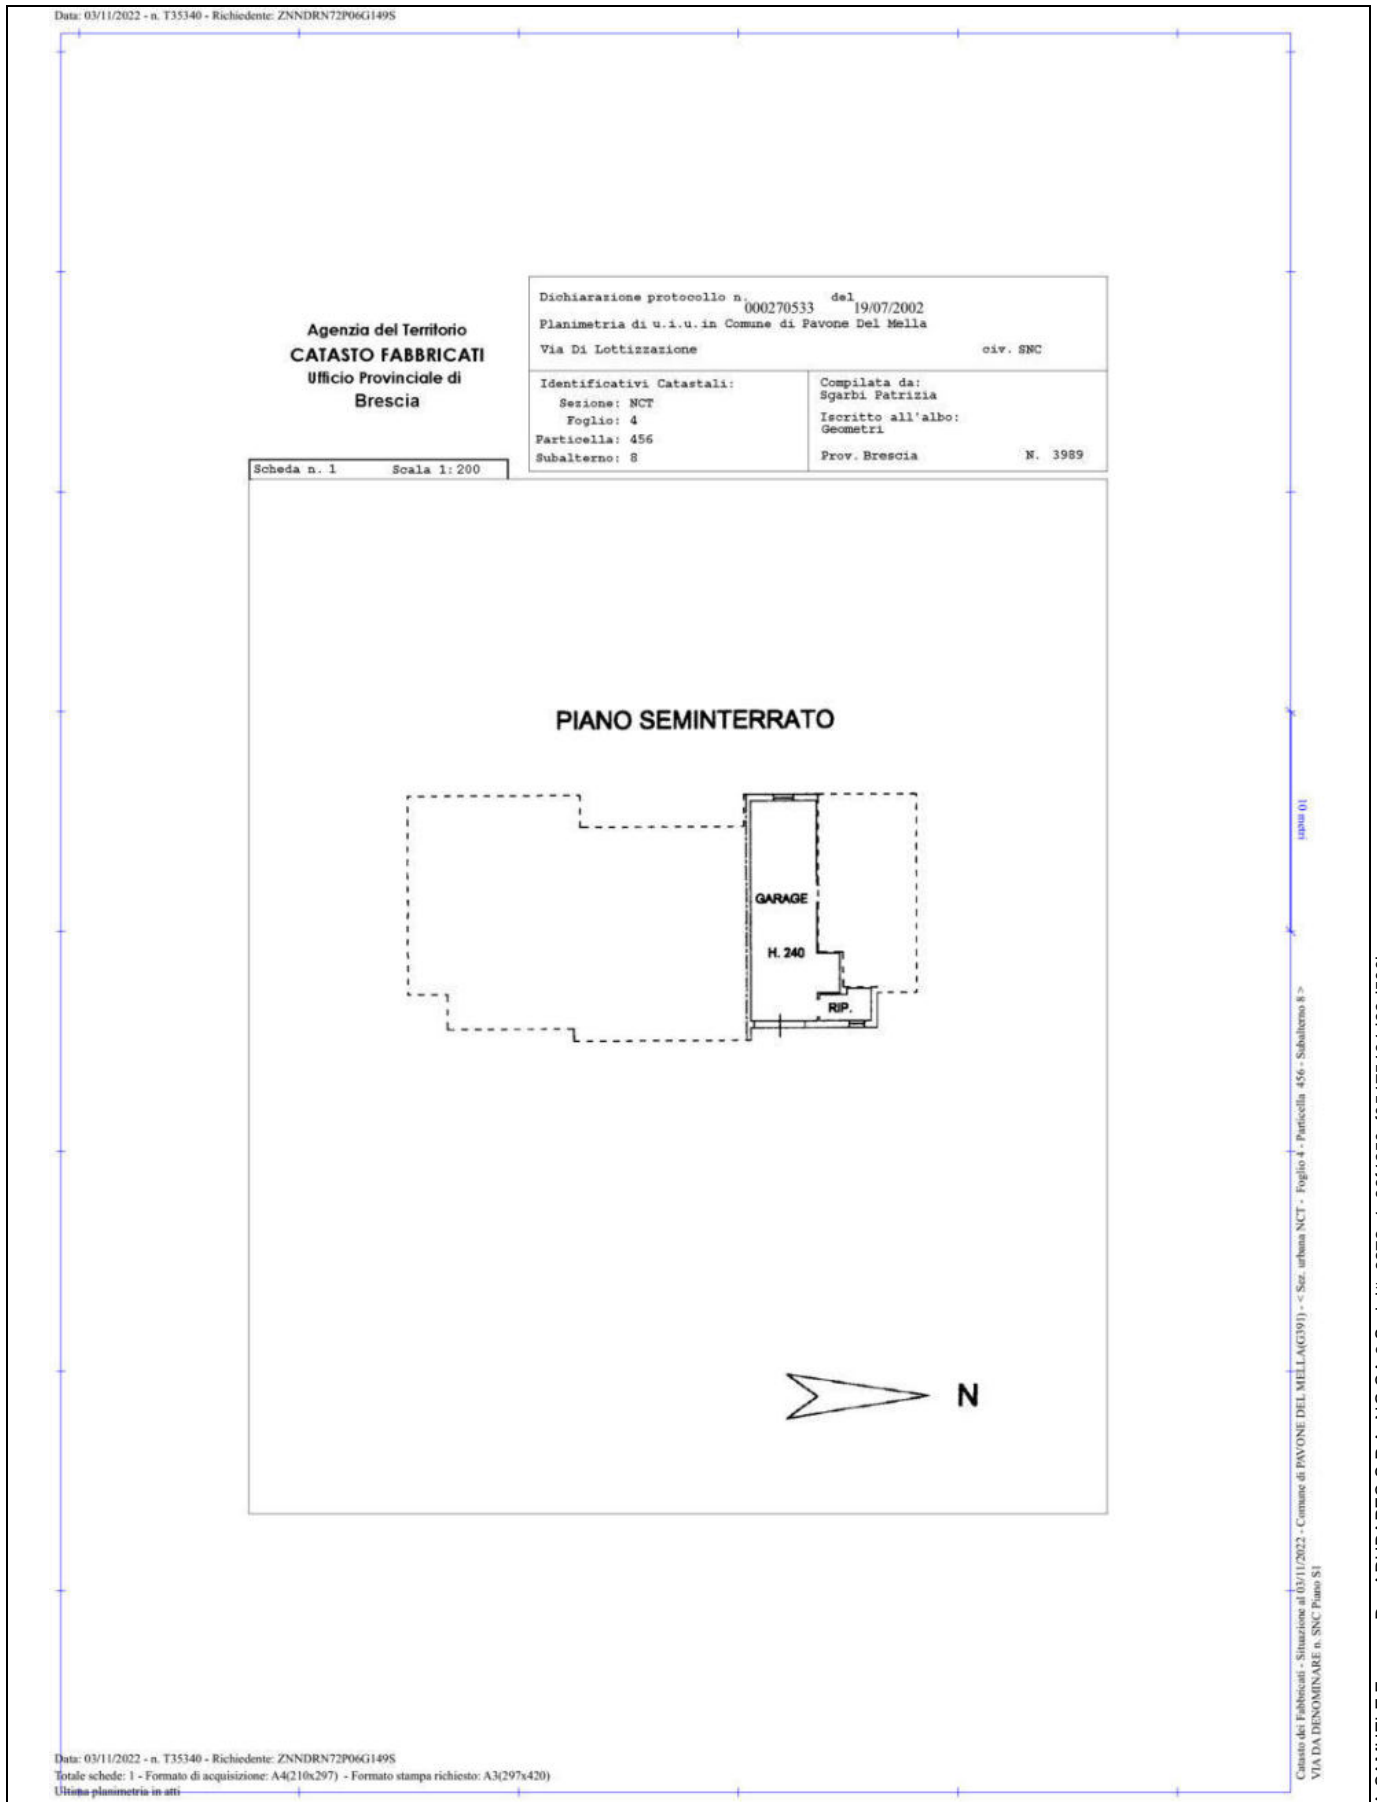 Data: 03/11/2022 - n. T35340 - Richiedente: ZNNDRN72P06G149S
Agenzia del Territorio
CATASTO FABBRICATI
Ufficio Provinciale di
Brescia
Dichiarazione protocollo n. 000270533 del 19/07/2002
Planimetria di u.i.u. in Comune di Pavone Del Mella
Via Di Lottizzazione civ. SNC
Identificativi Catastali:
Sezione: NCT
Foglio: 4
Particella: 456
Subalterno: 8
Compilata da:
Sgarbi Patrizia
Iscritto all'albo:
Geometri
Prov. Brescia N. 3989
Scheda n. 1 Scala 1:200
PIANO SEMINTERRATO
GARAGE
H. 240
RIP.
N
10 metri
Catasto dei Fabbricati - Situazione al 03/11/2022 - Comune di PAVONE DEL MELLA(G391) - < Sez. urbana NCT - Foglio 4 - Particella 456 - Subalterno 8 >
VIA DA DENOMINARE n. SNC Piano S1
Data: 03/11/2022 - n. T35340 - Richiedente: ZNNDRN72P06G149S
Totale schede: 1 - Formato di acquisizione: A4(210x297) - Formato stampa richiesto: A3(297x420)
Ultima planimetria in atti